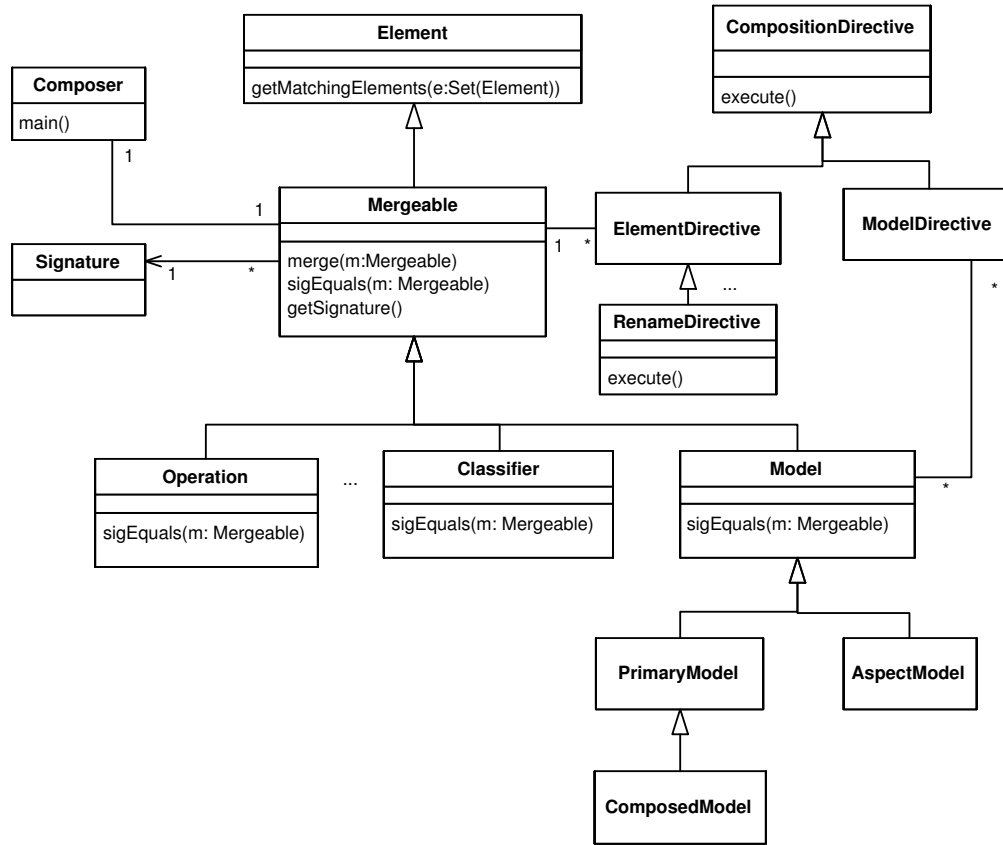 Element
getMatchingElements(e:Set(Element))
CompositionDirective
execute()
Composer
main()
1
1
Mergeable
merge(m:Mergeable)
sigEquals(m: Mergeable)
getSignature()
1
*
ElementDirective
ModelDirective
*
Signature
1
*
...
RenameDirective
execute()
Operation
sigEquals(m: Mergeable)
...
Classifier
sigEquals(m: Mergeable)
Model
sigEquals(m: Mergeable)
*
PrimaryModel
AspectModel
ComposedModel